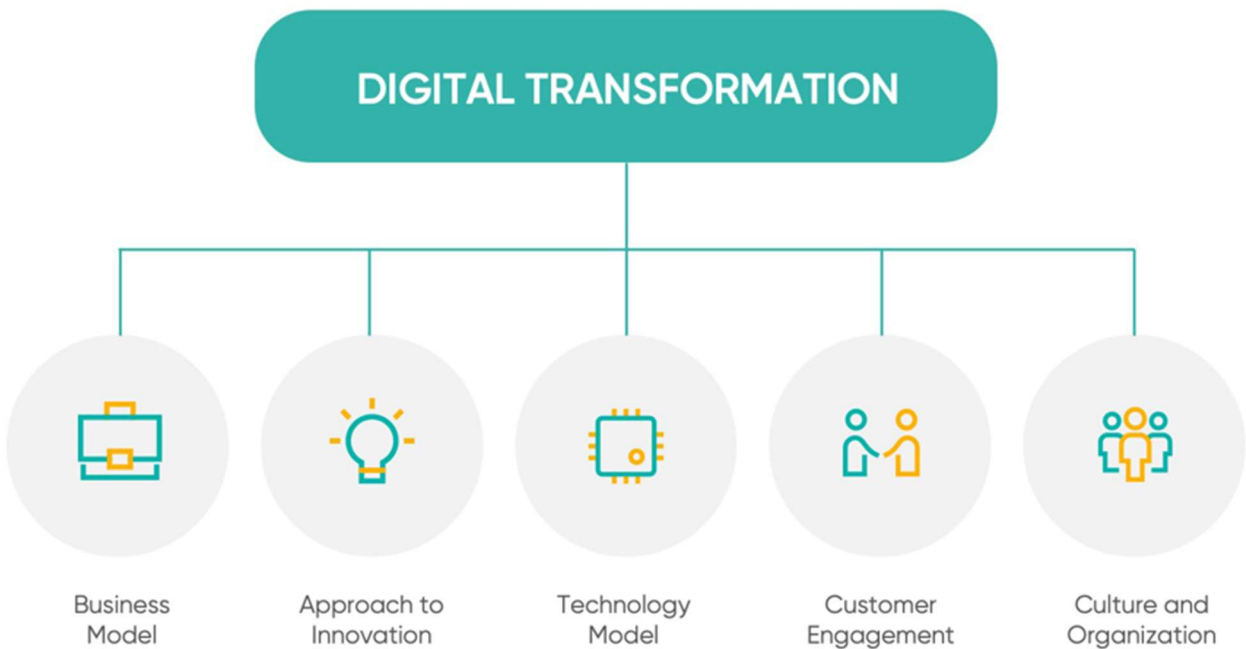 DIGITAL TRANSFORMATION
Business
Model
Approach to
Innovation
Technology
Model
Customer
Engagement
Culture and
Organization